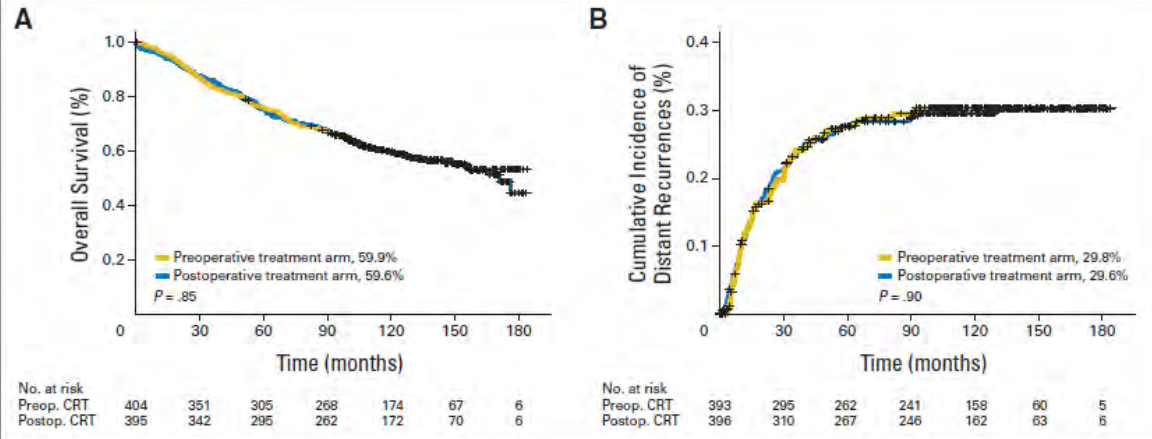 A
Overall Survival (%)
1.0
0.8
0.6
0.4
0.2
Preoperative treatment arm, 59.9%
Postoperative treatment arm, 59.6%
P = .85
0 30 60 90 120 150 180
Time (months)
No. at risk
Preop. CRT 404 351 305 268 174 67 6
Postop. CRT 395 342 295 262 172 70 6
B
Cumulative Incidence of
Distant Recurrences (%)
0.4
0.3
0.2
0.1
Preoperative treatment arm, 29.8%
Postoperative treatment arm, 29.6%
P = .90
0 30 60 90 120 150 180
Time (months)
No. at risk
Preop. CRT 393 295 262 241 158 60 5
Postop. CRT 396 310 267 246 162 63 6